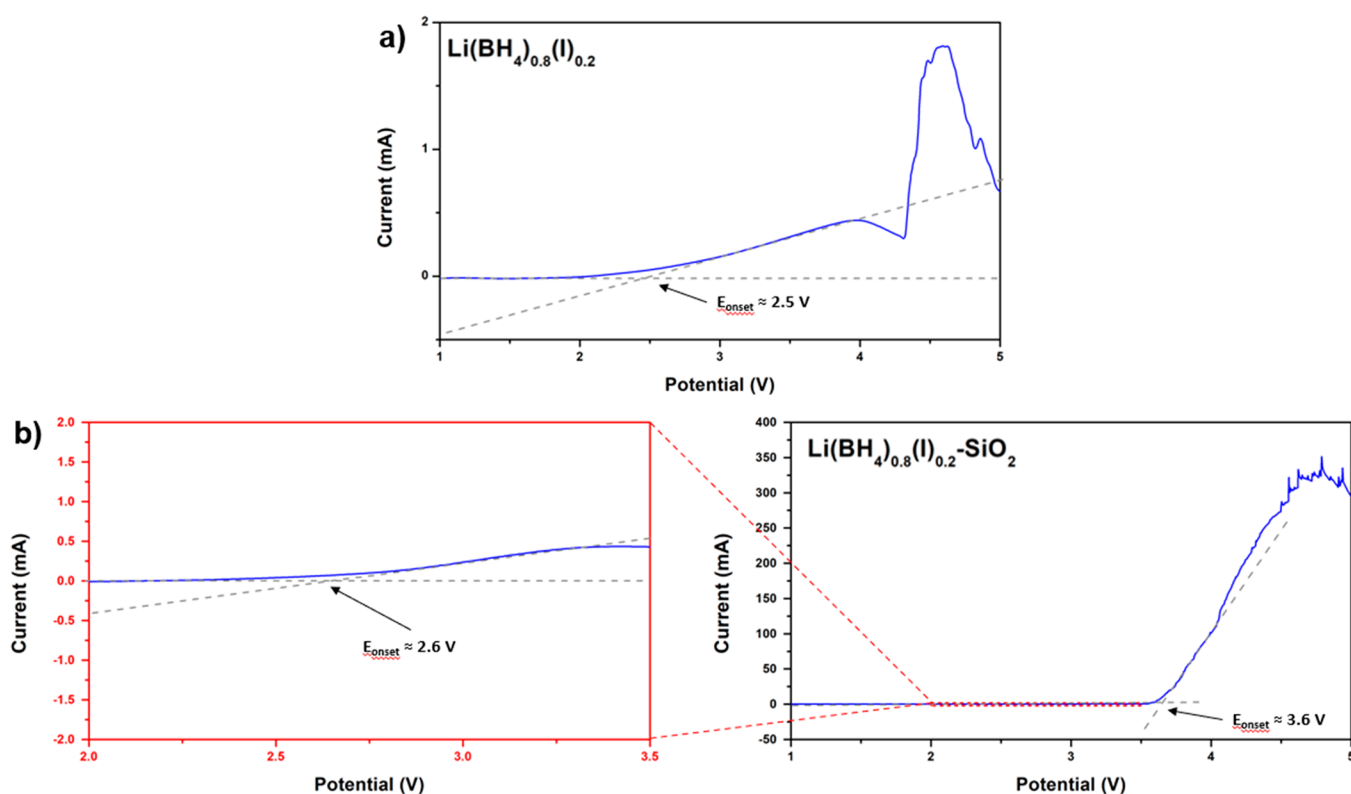 a)
Li(BH4)0.8(I)0.2
2
1
0
Current (mA)
Eonset ≈ 2.5 V
1 2 3 4 5
Potential (V)
b)
2.0
1.5
1.0
0.5
0.0
-0.5
-1.0
-1.5
-2.0
Current (mA)
Eonset ≈ 2.6 V
2.0 2.5 3.0 3.5
Potential (V)
Li(BH4)0.8(I)0.2-SiO2
400
350
300
250
200
150
100
50
0
-50
Current (mA)
Eonset ≈ 3.6 V
1 2 3 4 5
Potential (V)